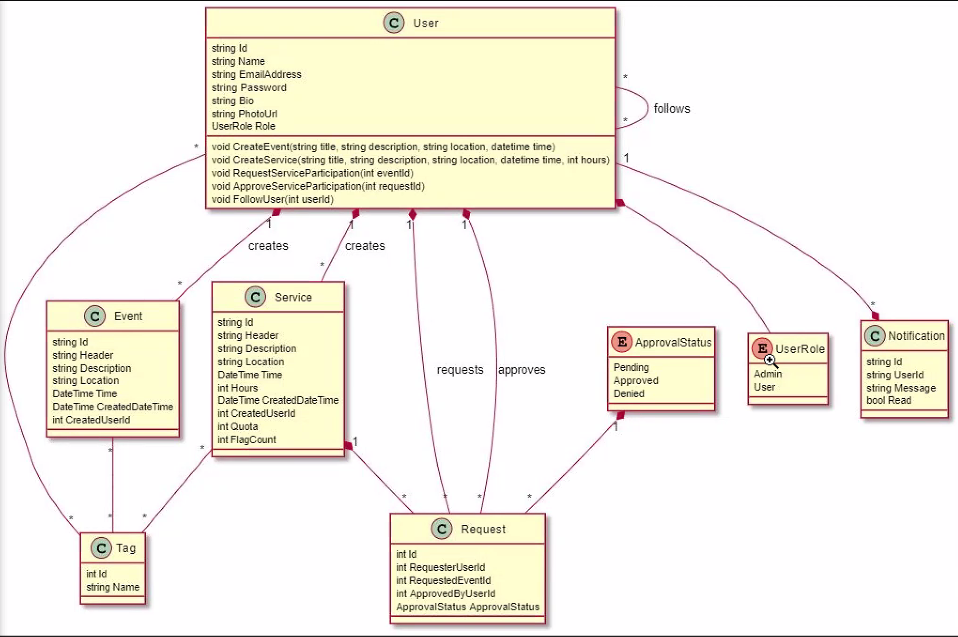 C User
string Id
string Name
string EmailAddress
string Password
string Bio
string PhotoUrl
UserRole Role
void CreateEvent(string title, string description, string location, datetime time)
void CreateService(string title, string description, string location, datetime time, int hours)
void RequestServiceParticipation(int eventId)
void ApproveServiceParticipation(int requestId)
void FollowUser(int userId)
*
follows
*
*
1
1
1
1
1
creates
creates
*
*
*
requests
approves
C Event
string Id
string Header
string Description
string Location
DateTime Time
DateTime CreatedDateTime
int CreatedUserId
C Service
string Id
string Header
string Description
string Location
DateTime Time
int Hours
DateTime CreatedDateTime
int CreatedUserId
int Quota
int FlagCount
E ApprovalStatus
Pending
Approved
Denied
E UserRole
Admin
User
C Notification
string Id
string UserId
string Message
bool Read
*
*
1
1
*
*
*
*
*
*
*
C Tag
int Id
string Name
C Request
int Id
int RequesterUserId
int RequestedEventId
int ApprovedByUserId
ApprovalStatus ApprovalStatus